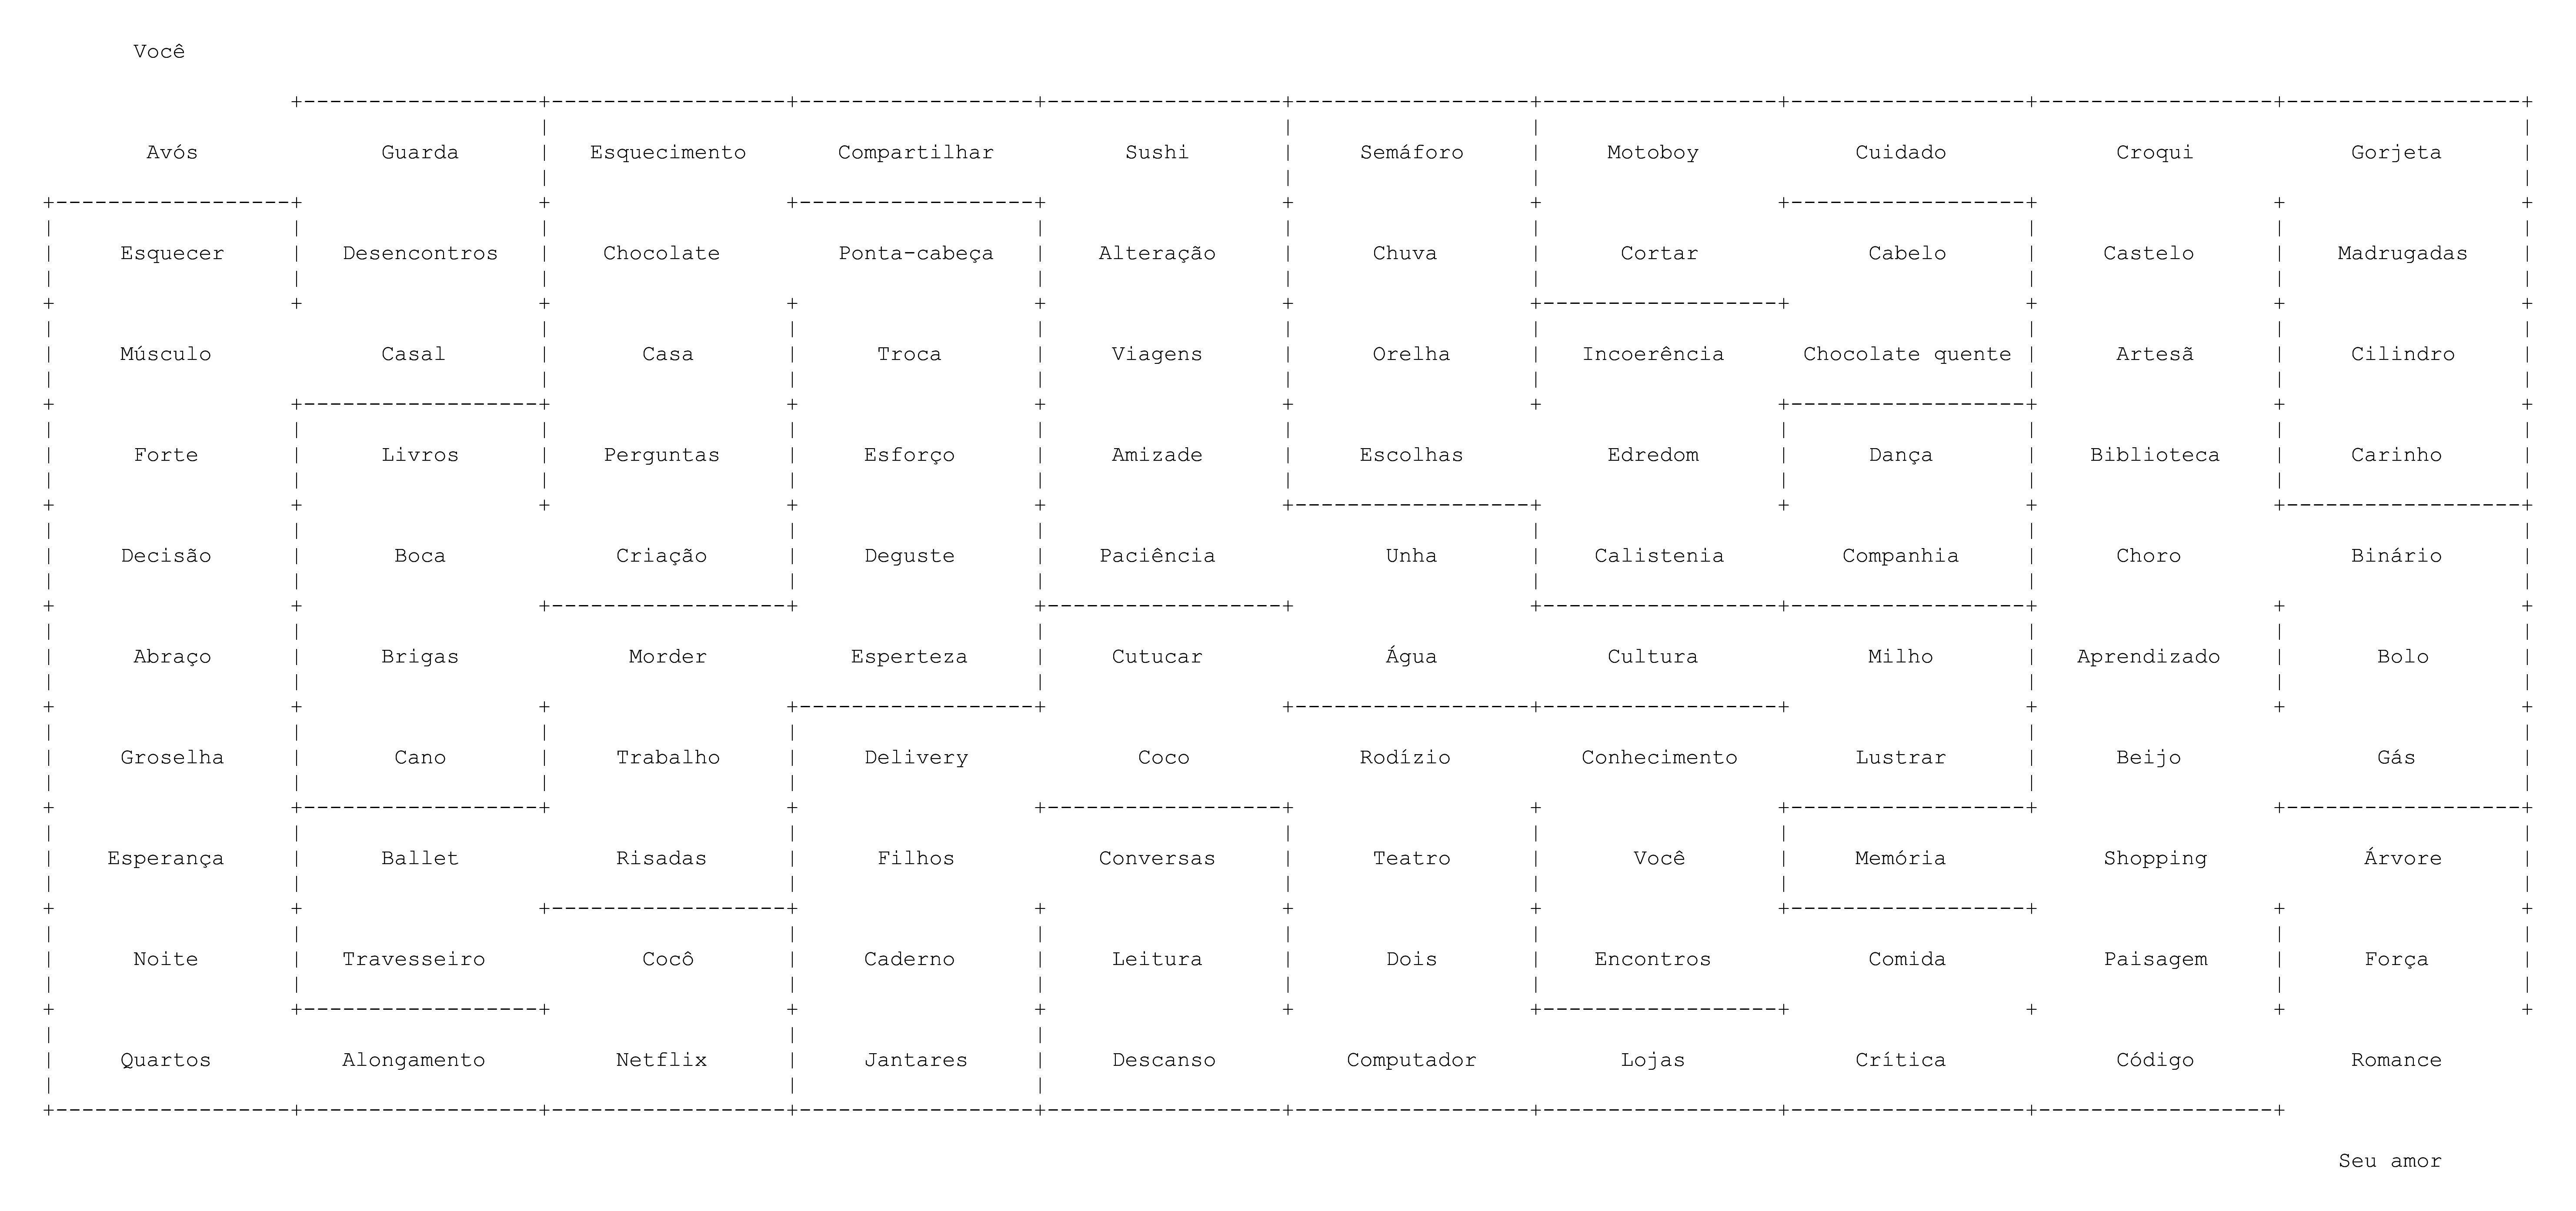 Você
Avós Guarda Esquecimento Compartilhar Sushi Semáforo Motoboy Cuidado Croqui Gorjeta
Esquecer Desencontros Chocolate Ponta-cabeça Alteração Chuva Cortar Cabelo Castelo Madrugadas
Músculo Casal Casa Troca Viagens Orelha Incoerência Chocolate quente Artesã Cilindro
Forte Livros Perguntas Esforço Amizade Escolhas Edredom Dança Biblioteca Carinho
Decisão Boca Criação Deguste Paciência Unha Calistenia Companhia Choro Binário
Abraço Brigas Morder Esperteza Cutucar Água Cultura Milho Aprendizado Bolo
Groselha Cano Trabalho Delivery Coco Rodízio Conhecimento Lustrar Beijo Gás
Esperança Ballet Risadas Filhos Conversas Teatro Você Memória Shopping Árvore
Noite Travesseiro Cocô Caderno Leitura Dois Encontros Comida Paisagem Força
Quartos Alongamento Netflix Jantares Descanso Computador Lojas Crítica Código Romance
Seu amor